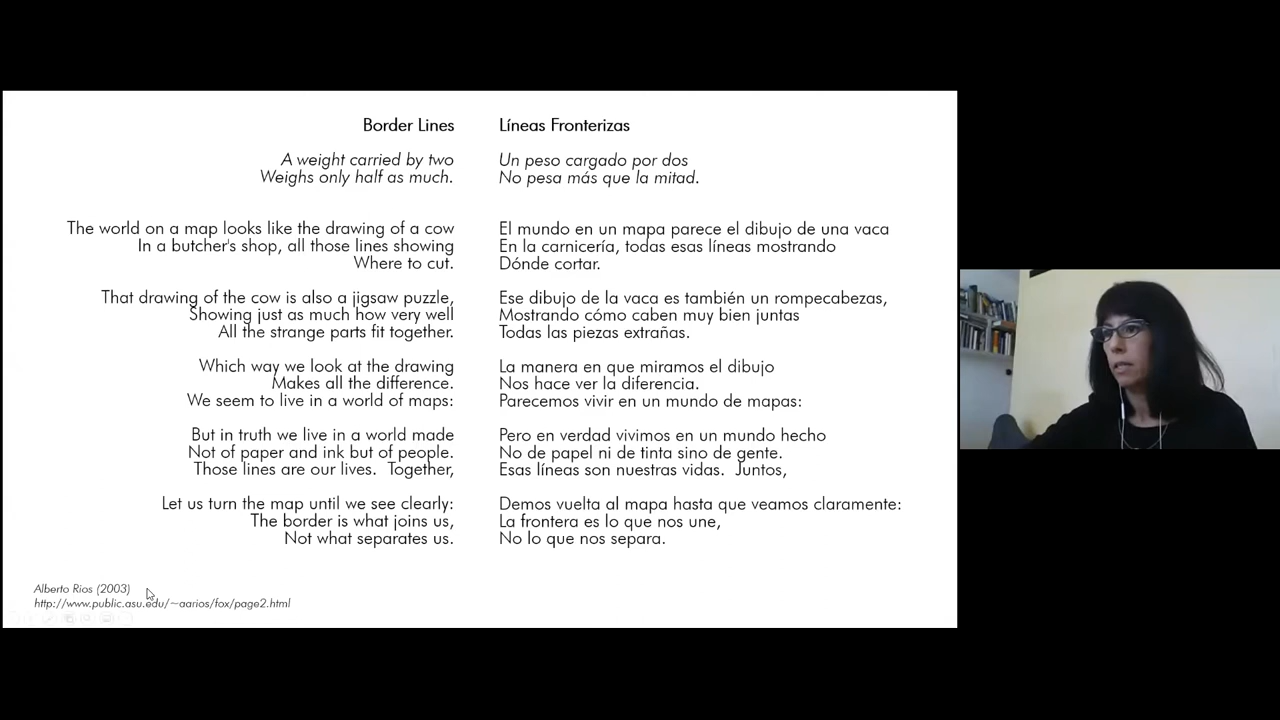 Border Lines
A weight carried by two
Weighs only half as much.
The world on a map looks like the drawing of a cow
In a butcher's shop, all those lines showing
Where to cut.
That drawing of the cow is also a jigsaw puzzle,
Showing just as much how very well
All the strange parts fit together.
Which way we look at the drawing
Makes all the difference.
We seem to live in a world of maps:
But in truth we live in a world made
Not of paper and ink but of people.
Those lines are our lives.  Together,
Let us turn the map until we see clearly:
The border is what joins us,
Not what separates us.
Líneas Fronterizas
Un peso cargado por dos
No pesa más que la mitad.
El mundo en un mapa parece el dibujo de una vaca
En la carnicería, todas esas líneas mostrando
Dónde cortar.
Ese dibujo de la vaca es también un rompecabezas,
Mostrando cómo caben muy bien juntas
Todas las piezas extrañas.
La manera en que miramos el dibujo
Nos hace ver la diferencia.
Parecemos vivir en un mundo de mapas:
Pero en verdad vivimos en un mundo hecho
No de papel ni de tinta sino de gente.
Esas líneas son nuestras vidas.  Juntos,
Demos vuelta al mapa hasta que veamos claramente:
La frontera es lo que nos une,
No lo que nos separa.
Alberto Rios (2003)
http://www.public.asu.edu/~aarios/fox/page2.html